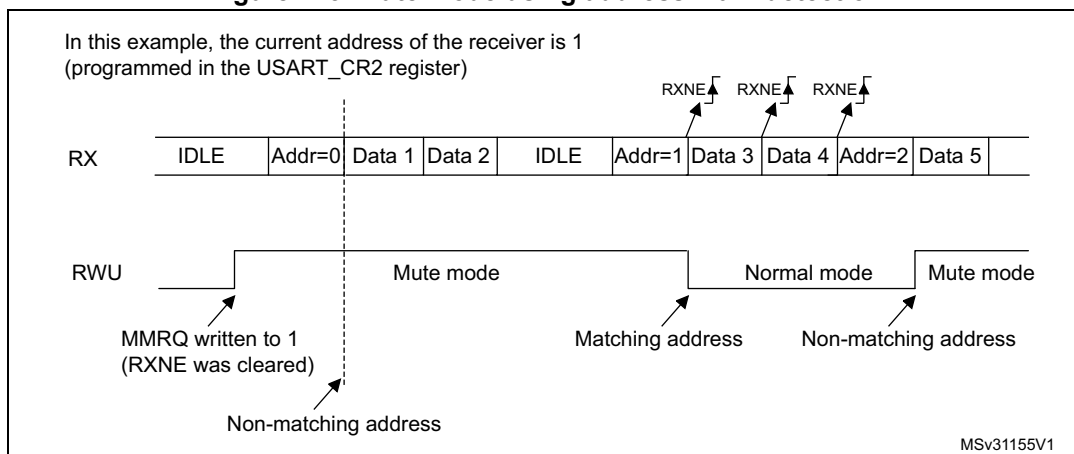 In this example, the current address of the receiver is 1
(programmed in the USART_CR2 register)
RXNE RXNE RXNE
RX IDLE Addr=0 Data 1 Data 2 IDLE Addr=1 Data 3 Data 4 Addr=2 Data 5
RWU Mute mode Normal mode Mute mode
MMRQ written to 1 Matching address Non-matching address
(RXNE was cleared)
Non-matching address
MSv31155V1